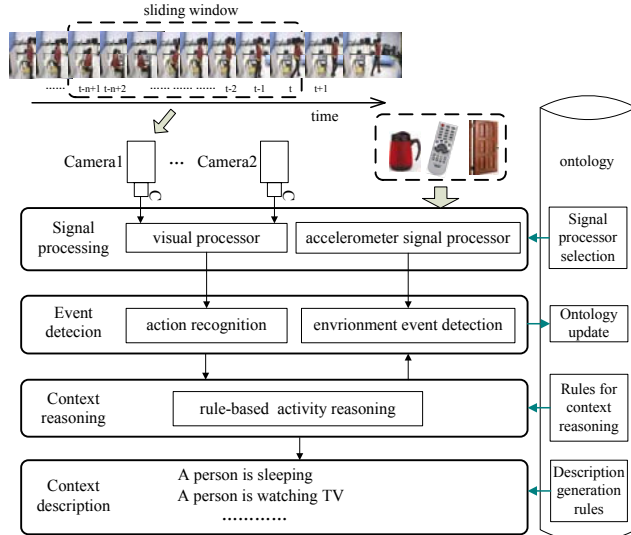 sliding window
...... t-n+1 t-n+2 ... ... ... t-2 t-1 t t+1
time
Camera1 ... Camera2
C C
ontology
Signal
processing
visual processor
accelerometer signal processor
Signal
processor
selection
Event
detecion
action recognition
envrionment event detection
Ontology
update
Context
reasoning
rule-based activity reasoning
Rules for
context
reasoning
Context
description
A person is sleeping
A person is watching TV
…………
Description
generation
rules